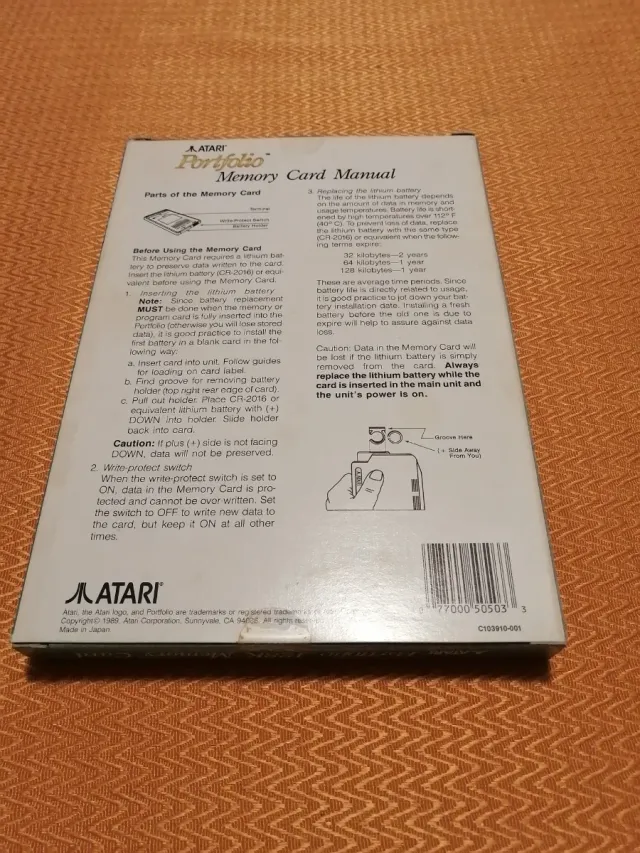 ATARI®
Portfolio™
Memory Card Manual
Parts of the Memory Card
Terminal
Write-Protect Switch
Battery Holder
Before Using the Memory Card
This Memory Card requires a lithium bat-
tery to preserve data written to the card.
Insert the lithium battery (CR-2016) or equi-
valent before using the Memory Card.
1. Inserting the lithium battery
Note: Since battery replacement
MUST be done when the memory or
program card is fully inserted into the
Portfolio (otherwise you will lose stored
data), it is good practice to install the
first battery in a blank card in the fol-
lowing way:
a. Insert card into unit. Follow guides
for loading on card label.
b. Find groove for removing battery
holder (top right rear edge of card).
c. Pull out holder. Place CR-2016 or
equivalent lithium battery with (+)
DOWN into holder. Slide holder
back into card.
Caution: If plus (+) side is not facing
DOWN, data will not be preserved.
2. Write-protect switch
When the write-protect switch is set to
ON, data in the Memory Card is pro-
tected and cannot be over-written. Set
the switch to OFF to write new data to
the card, but keep it ON at all other
times.
3. Replacing the lithium battery
The life of the lithium battery depends
on the amount of data in memory and
usage temperatures. Battery life is short-
ened by high temperatures over 112° F
(40° C). To prevent loss of data, replace
the lithium battery with the same type
(CR-2016) or equivalent when the follow-
ing terms expire:
32 kilobytes—2 years
64 kilobytes—1 year
128 kilobytes—1 year
These are average time periods. Since
battery life is directly related to usage,
it is good practice to jot down your bat-
tery installation date. Installing a fresh
battery before the old one is due to
expire will help to assure against data
loss.
Caution: Data in the Memory Card will
be lost if the lithium battery is simply
removed from the card. Always
replace the lithium battery while the
card is inserted in the main unit and
the unit's power is on.
Groove Here
(+ Side Away
From You)
ATARI®
Atari, the Atari logo, and Portfolio are trademarks or registered
Copyright © 1989, Atari Corporation, Sunnyvale, CA All rights
Made in Japan.
0 77000 50503 3
C103910-001
Memory Card